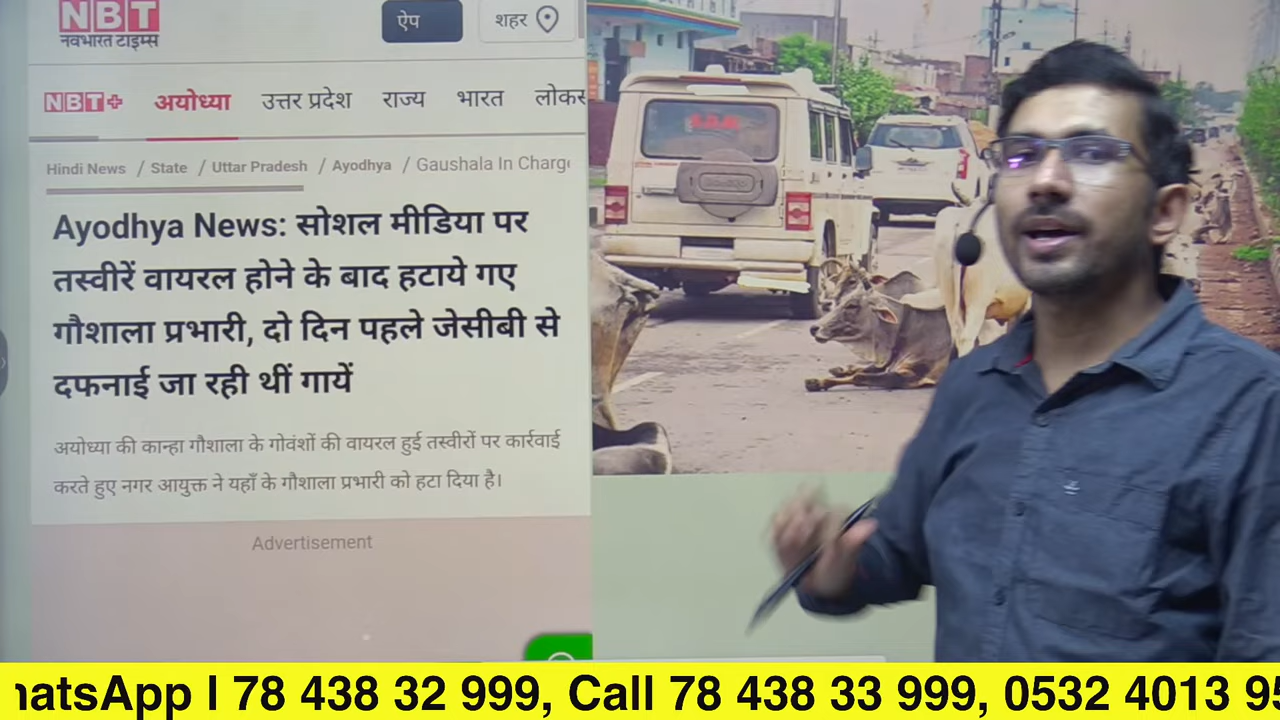 NBT
नवभारत टाइम्स
ऐप
शहर
NBT+ अयोध्या उत्तर प्रदेश राज्य भारत
Hindi News / State / Uttar Pradesh / Ayodhya / Gaushala In
Ayodhya News: सोशल मीडिया पर
तस्वीरें वायरल होने के बाद हटाये गए
गौशाला प्रभारी, दो दिन पहले जेसीबी से
दफनाई जा रही थीं गायें
अयोध्या की कान्हा गौशाला के गोवंशों की वायरल हुई तस्वीरों पर कार्रवाई
करते हुए नगर आयुक्त ने यहाँ के गौशाला प्रभारी को हटा दिया है।
Advertisement
hatsApp l 78 438 32 999, Call 78 438 33 999, 0532 4013 95